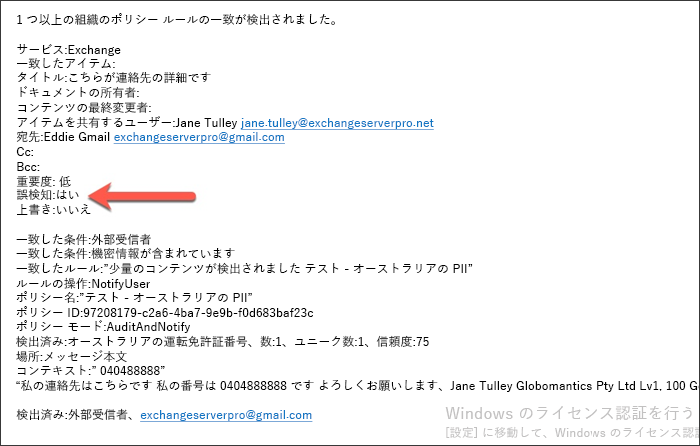 1 つ以上の組織のポリシー ルールの一致が検出されました。
サービス:Exchange
一致したアイテム:
タイトル:こちらが連絡先の詳細です
ドキュメントの所有者:
コンテンツの最終変更者:
アイテムを共有するユーザー:Jane Tulley jane.tulley@exchangeserverpro.net
宛先:Eddie Gmail exchangeserverpro@gmail.com
Cc:
Bcc:
重要度: 低
誤検知:はい
上書き:いいえ
一致した条件:外部受信者
一致した条件:機密情報が含まれています
一致したルール:”少量のコンテンツが検出されました テスト - オーストラリアの PII”
ルールの操作:NotifyUser
ポリシー名:”テスト - オーストラリアの PII”
ポリシー ID:97208179-c2a6-4ba7-9e9b-f0d683baf23c
ポリシー モード:AuditAndNotify
検出済み:オーストラリアの運転免許証番号、数:1、ユニーク数:1、信頼度:75
場所:メッセージ本文
コンテキスト:” 040488888”
“私の連絡先はこちらです 私の番号は 0404888888 です よろしくお願いします、Jane Tulley Globomantics Pty Ltd Lv1, 100 G
検出済み:外部受信者、exchangeserverpro@gmail.com
Windows のライセンス認証を行う
[設定] に移動して、Windows のライセンス認